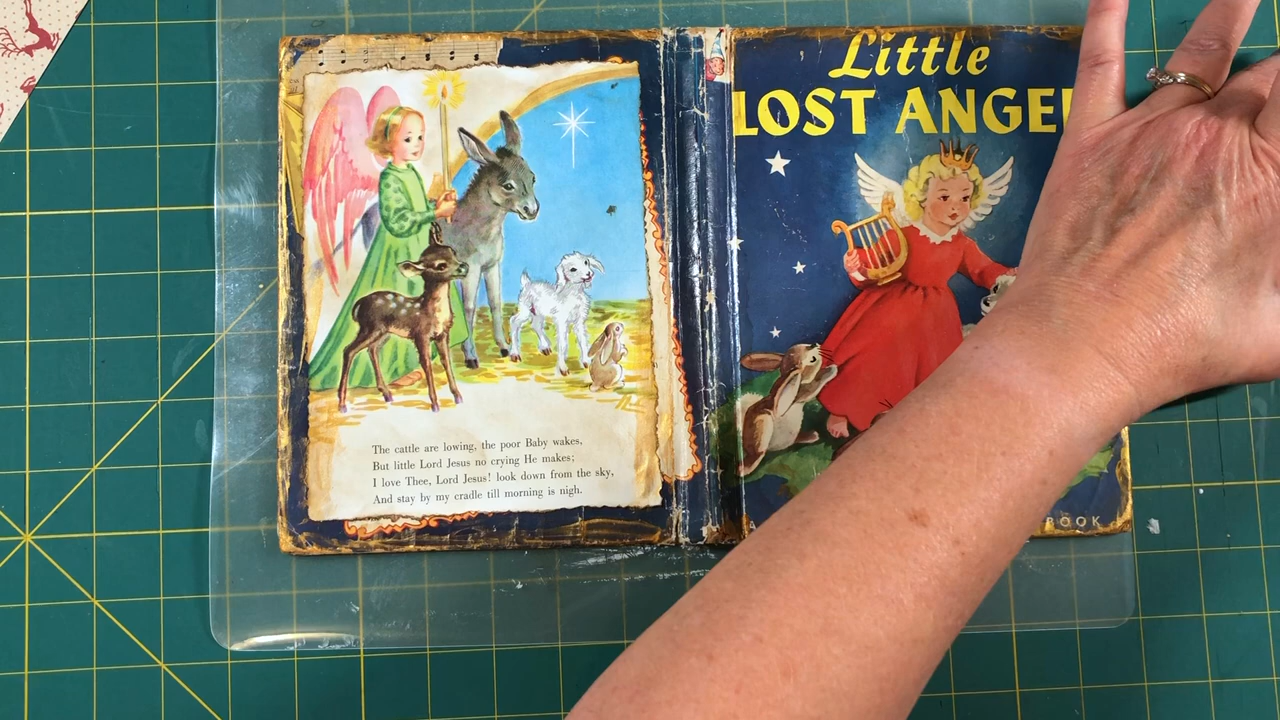 The cattle are lowing, the poor Baby wakes,
But little Lord Jesus no crying He makes;
I love Thee, Lord Jesus! look down from the sky,
And stay by my cradle till morning is nigh.
Little
LOST ANGEL
BOOK